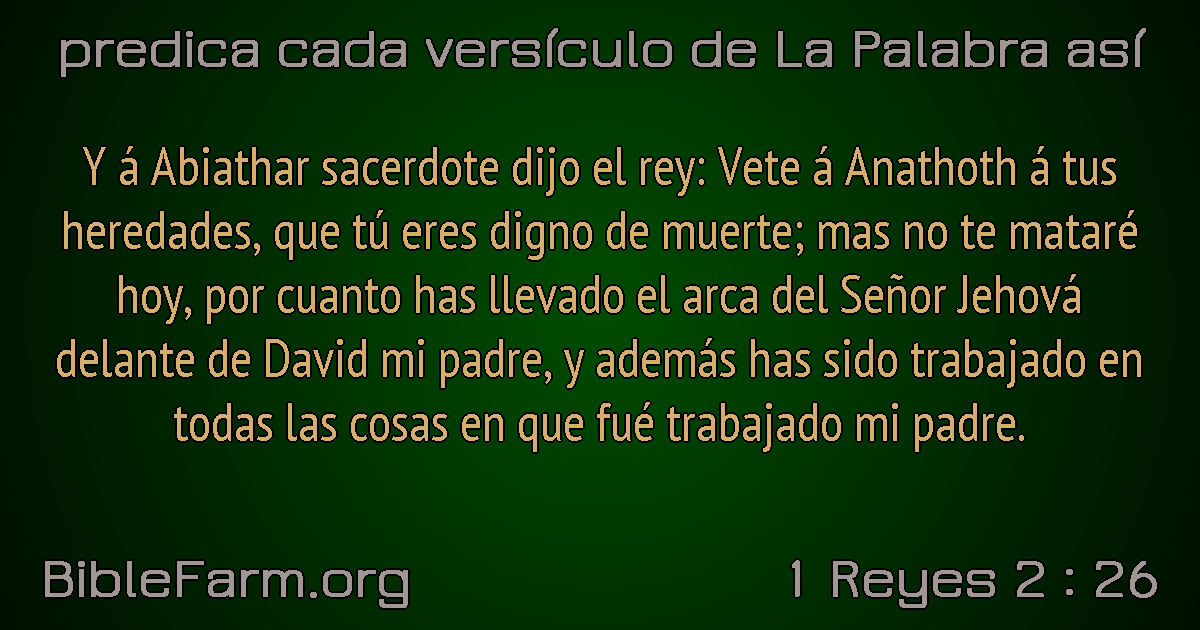 predica cada versículo de La Palabra así
Y á Abiathar sacerdote dijo el rey: Vete á Anathoth á tus
heredades, que tú eres digno de muerte; mas no te mataré
hoy, por cuanto has llevado el arca del Señor Jehová
delante de David mi padre, y además has sido trabajado en
todas las cosas en que fué trabajado mi padre.
BibleFarm.org
1 Reyes 2 : 26